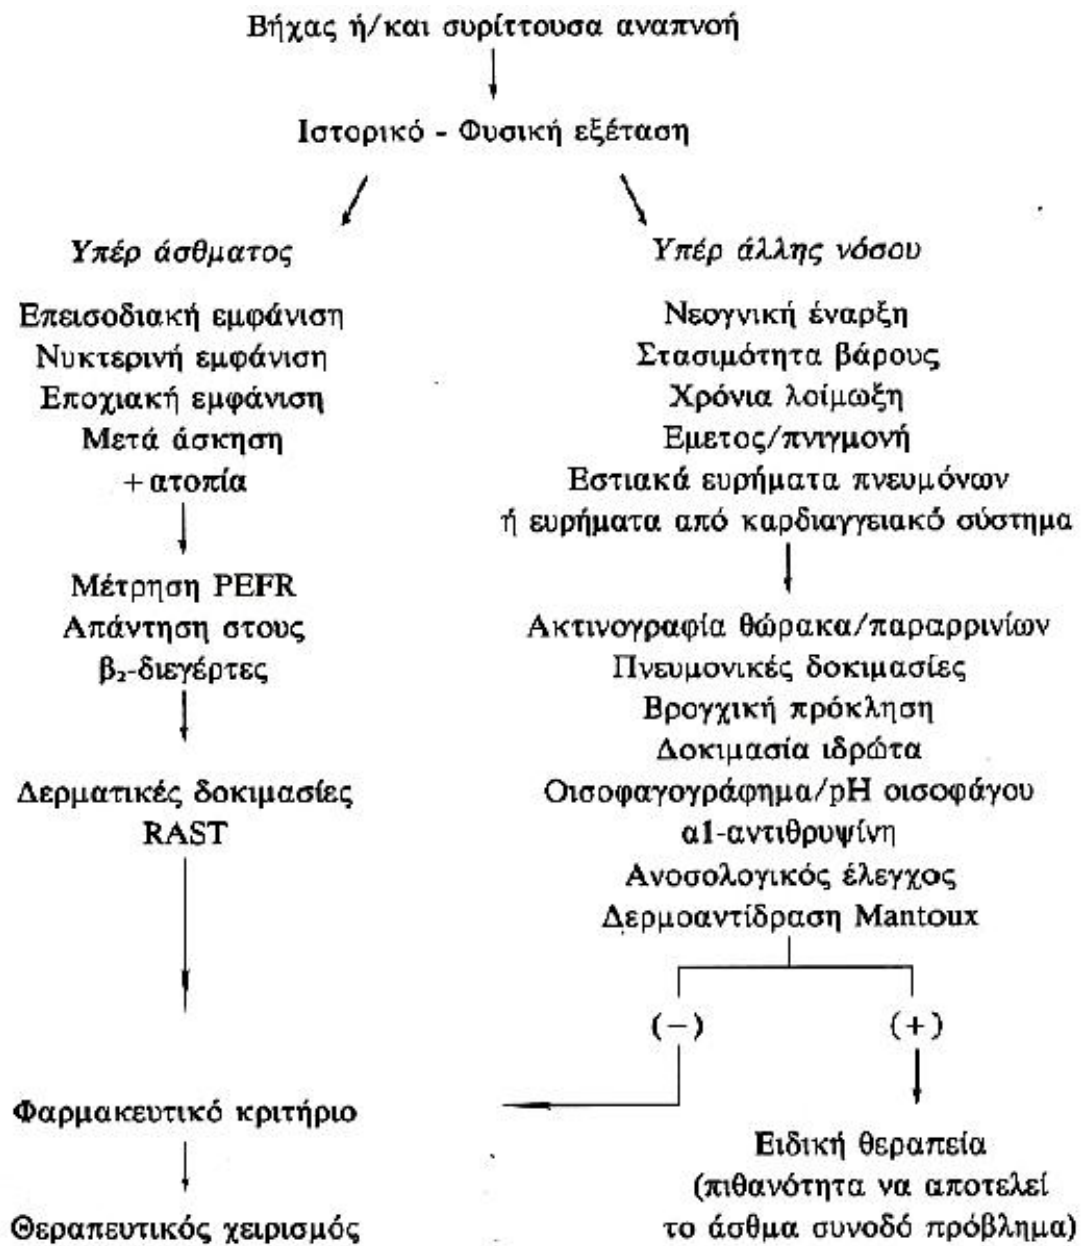 Βήχας ή/και συρίττουσα αναπνοή
Ιστορικό - Φυσική εξέταση
Υπέρ άσθματος
Επεισοδιακή εμφάνιση
Νυκτερινή εμφάνιση
Εποχιακή εμφάνιση
Μετά άσκηση
+ατοπία
Μέτρηση PEFR
Απάντηση στους
β₂-διεγέρτες
Δερματικές δοκιμασίες
RAST
Φαρμακευτικό κριτήριο
Θεραπευτικός χειρισμός
Υπέρ άλλης νόσου
Νεογνική έναρξη
Στασιμότητα βάρους
Χρόνια λοίμωξη
Εμετος/πνιγμονή
Εστιακά ευρήματα πνευμόνων
ή ευρήματα από καρδιαγγειακό σύστημα
Ακτινογραφία θώρακα/παραρρινίων
Πνευμονικές δοκιμασίες
Βρογχική πρόκληση
Δοκιμασία ιδρώτα
Οισοφαγογράφημα/pH οισοφάγου
α1-αντιθρυψίνη
Ανοσολογικός έλεγχος
Δερμοαντίδραση Mantoux
(−) (+)
Ειδική θεραπεία
(πιθανότητα να αποτελεί
το άσθμα συνοδό πρόβλημα)